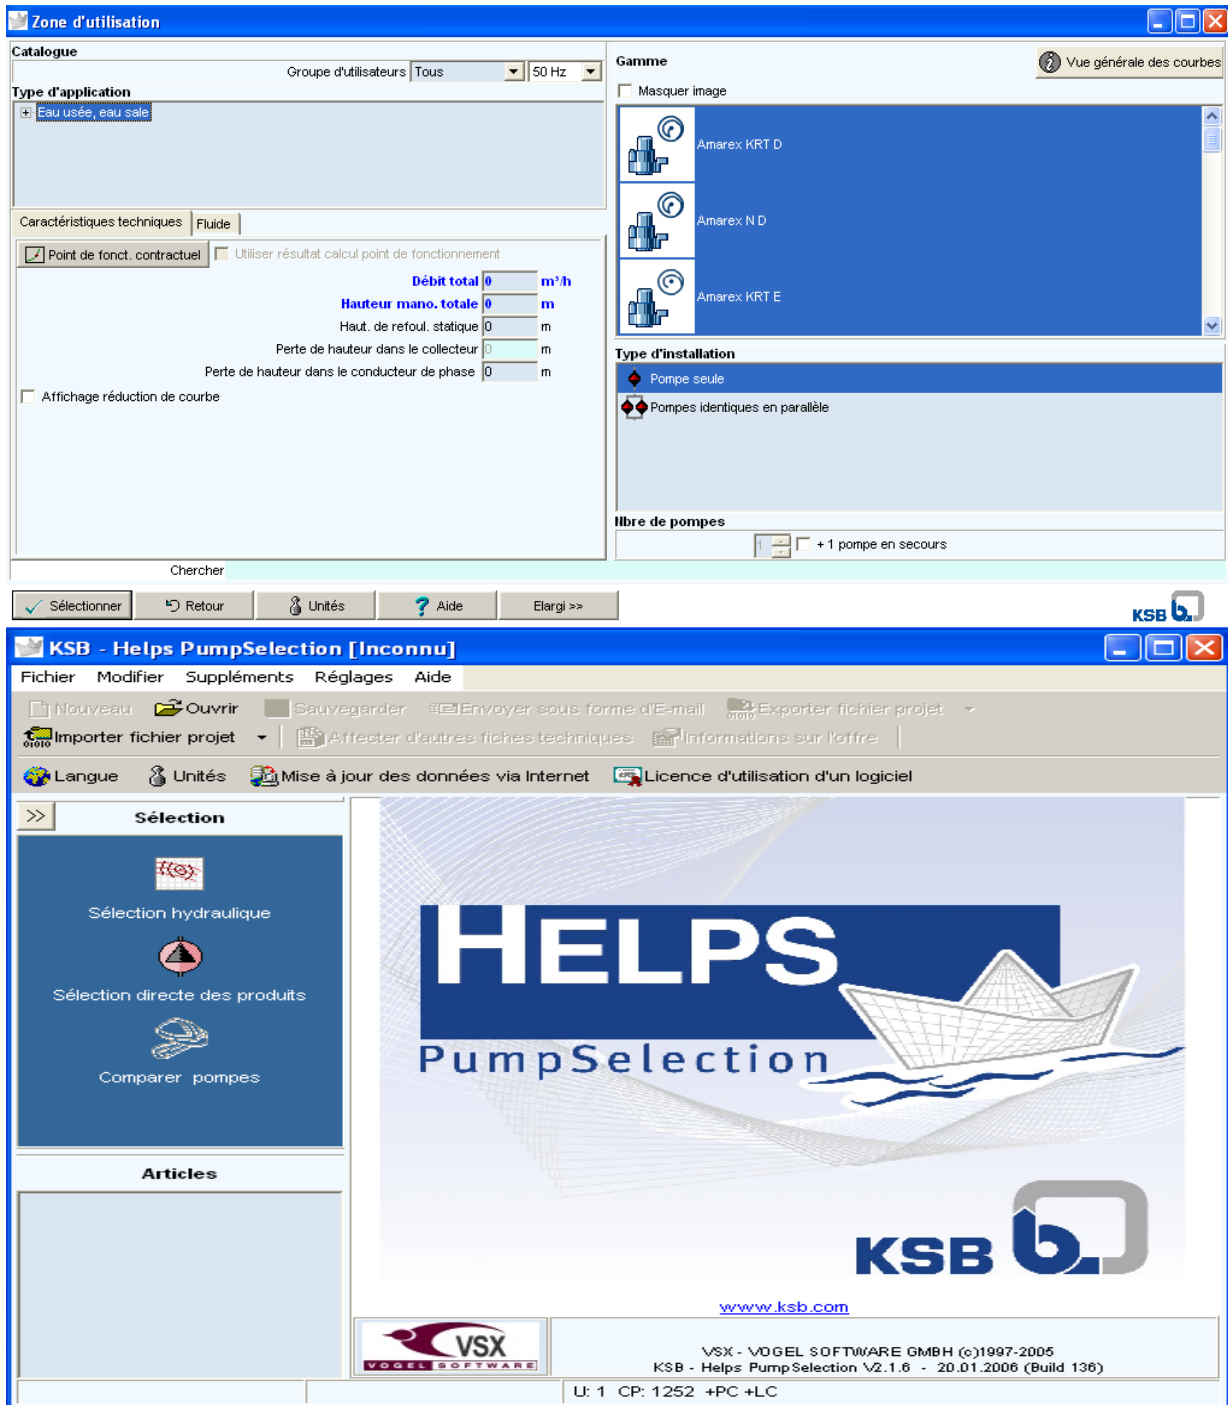 Zone d'utilisation
Catalogue
Groupe d'utilisateurs Tous 50 Hz
Type d'application
Eau usée, eau sale
Caractéristiques techniques Fluide
Point de fonct. contractuel Utiliser résultat calcul point de fonctionnement
Débit total 0 m³/h
Hauteur mano. totale 0 m
Haut. de refoul. statique 0 m
Perte de hauteur dans le collecteur 0 m
Perte de hauteur dans le conducteur de phase 0 m
Affichage réduction de courbe
Gamme Vue générale des courbes
Masquer image
Amarex KRT D
Amarex N D
Amarex KRT E
Type d'installation
Pompe seule
Pompes identiques en parallèle
Nbre de pompes
1 + 1 pompe en secours
Chercher
Sélectionner Retour Unités ? Aide Elargi >>
KSB b.
KSB - Helps PumpSelection [Inconnu]
Fichier Modifier Suppléments Réglages Aide
Nouveau Ouvrir Sauvegarder Envoyer sous forme d'E-mail Exporter fichier projet
Importer fichier projet Affecter d'autres fiches techniques Informations sur l'offre
Langue Unités Mise à jour des données via Internet Licence d'utilisation d'un logiciel
>> Sélection
Sélection hydraulique
Sélection directe des produits
Comparer pompes
Articles
HELPS
PumpSelection
KSB b.
www.ksb.com
VSX
VOGEL SOFTWARE
VSX - VOGEL SOFTWARE GMBH (c)1997-2005
KSB - Helps PumpSelection V2.1.6 - 20.01.2006 (Build 136)
U: 1 CP: 1252 +PC +LC